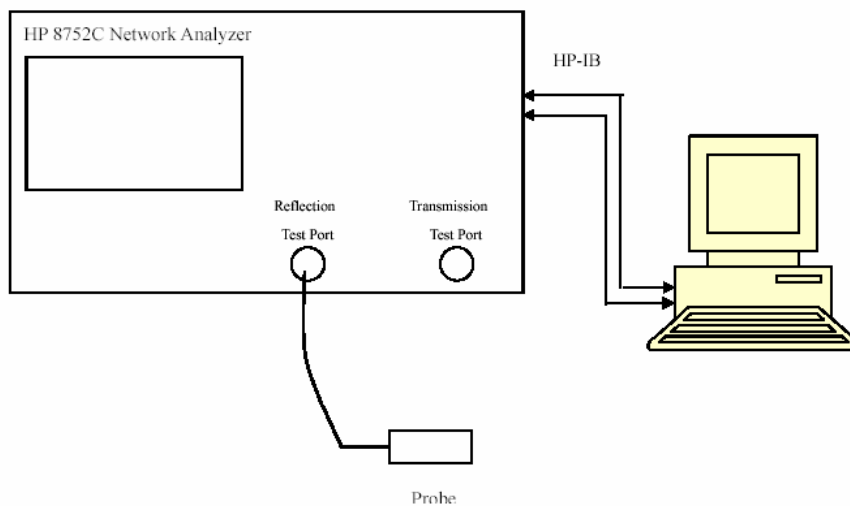 HP 8752C Network Analyzer
HP-IB
Reflection
Test Port
Transmission
Test Port
Probe